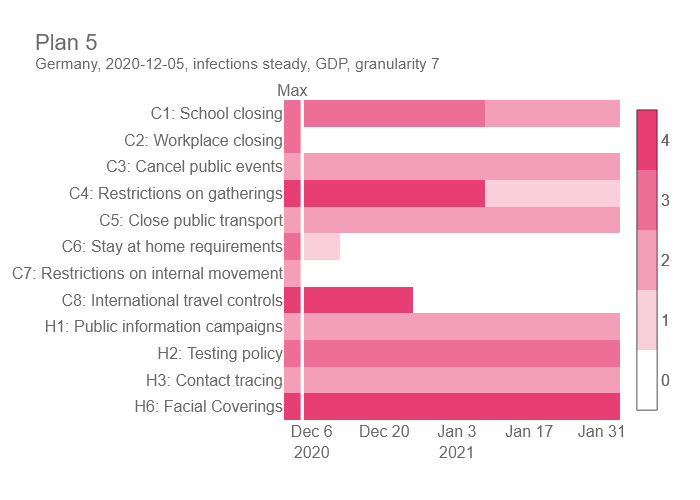 Plan 5
Germany, 2020-12-05, infections steady, GDP, granularity 7
Max
C1: School closing
C2: Workplace closing
C3: Cancel public events
C4: Restrictions on gatherings
C5: Close public transport
C6: Stay at home requirements
C7: Restrictions on internal movement
C8: International travel controls
H1: Public information campaigns
H2: Testing policy
H3: Contact tracing
H6: Facial Coverings
4
3
2
1
0
Dec 6 Dec 20 Jan 3 Jan 17 Jan 31
2020 2021